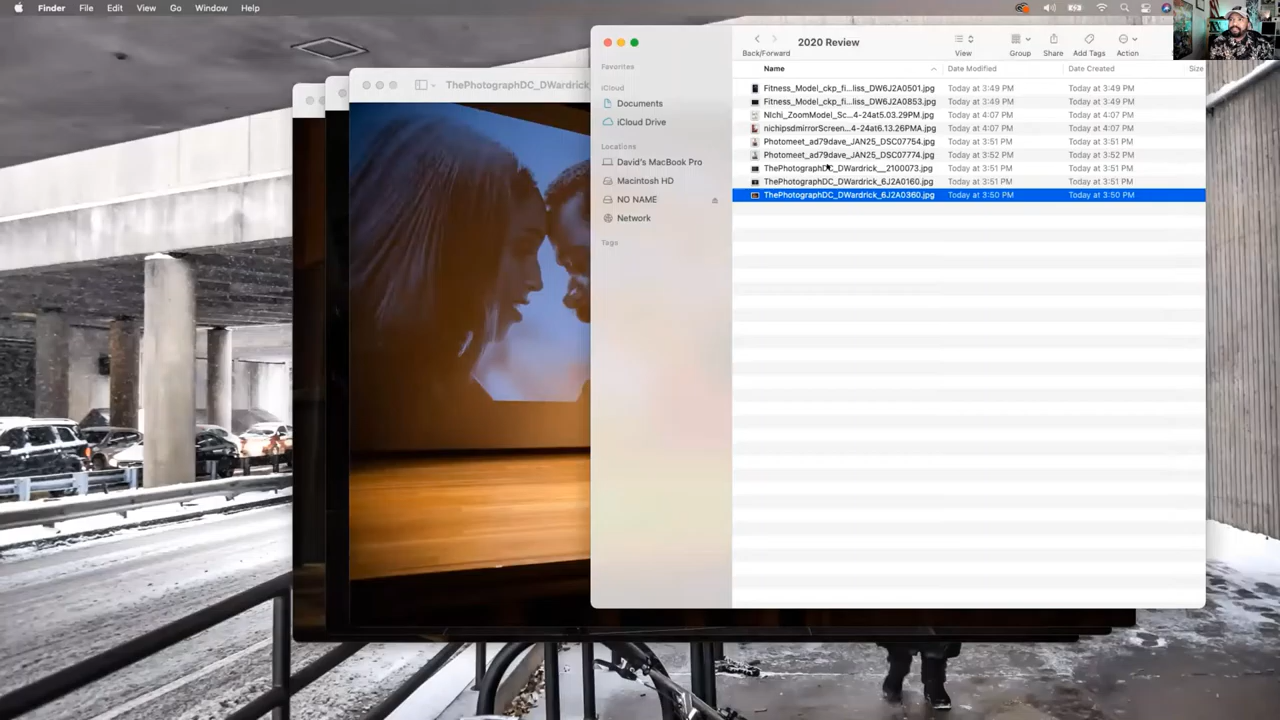 Finder File Edit View Go Window Help
ThePhotographDC_DWardrick_
2020 Review
Back/Forward View Group Share Add Tags Action
Favorites
iCloud
Documents
iCloud Drive
Locations
David's MacBook Pro
Macintosh HD
NO NAME
Network
Tags
Name Date Modified Date Created Size
Fitness_Model_ckp_fi...liss_DW6J2A0501.jpg Today at 3:49 PM Today at 3:49 PM
Fitness_Model_ckp_fi...liss_DW6J2A0853.jpg Today at 3:49 PM Today at 3:49 PM
NIchi_ZoomModel_Sc...4-24at5.03.29PM.jpg Today at 4:07 PM Today at 4:07 PM
nichipsdmirrorScreen...4-24at6.13.26PMA.jpg Today at 4:07 PM Today at 4:07 PM
Photomeet_ad79dave_JAN25_DSC07754.jpg Today at 3:51 PM Today at 3:51 PM
Photomeet_ad79dave_JAN25_DSC07774.jpg Today at 3:52 PM Today at 3:52 PM
ThePhotographDC_DWardrick__2100073.jpg Today at 3:51 PM Today at 3:51 PM
ThePhotographDC_DWardrick_6J2A0160.jpg Today at 3:51 PM Today at 3:51 PM
ThePhotographDC_DWardrick_6J2A0360.jpg Today at 3:50 PM Today at 3:50 PM